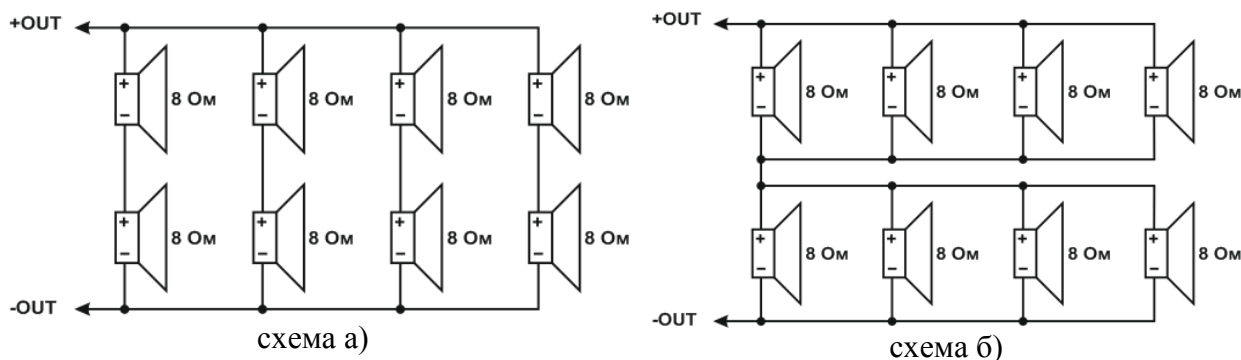 +OUT
+ 8 Ом + 8 Ом + 8 Ом + 8 Ом
− − − −
+ 8 Ом + 8 Ом + 8 Ом + 8 Ом
− − − −
-OUT
схема а)
+OUT
+ 8 Ом + 8 Ом + 8 Ом + 8 Ом
− − − −
+ 8 Ом + 8 Ом + 8 Ом + 8 Ом
− − − −
-OUT
схема б)